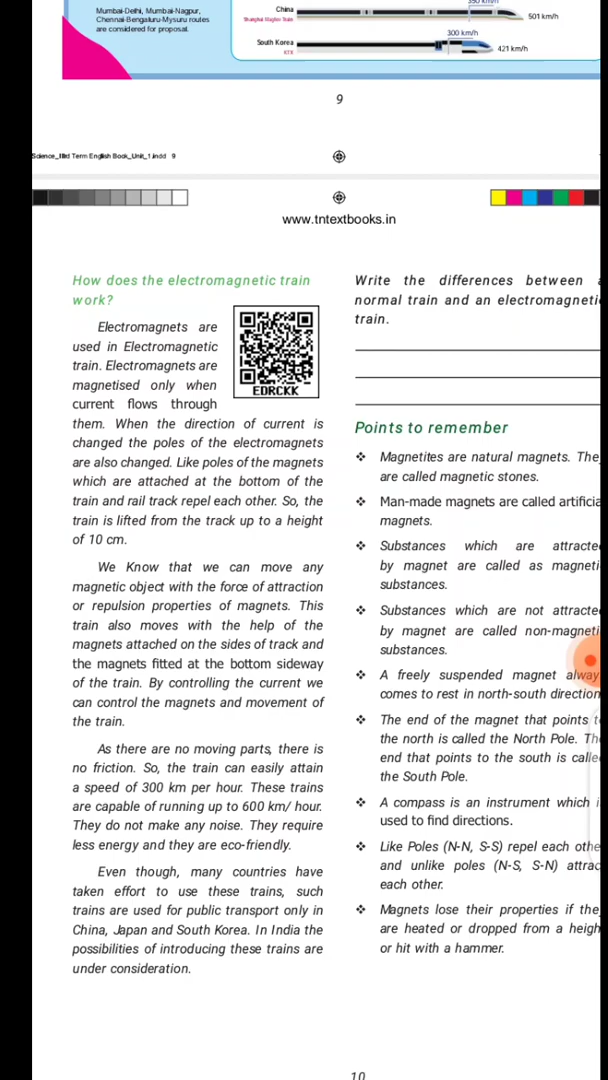 Mumbai-Delhi, Mumbai-Nagpur,
Chennai-Bengaluru-Mysuru routes
are considered for proposal.
350 km/h
China
Shanghai Maglev Train
501 km/h
300 km/h
South Korea
421 km/h
9
Science_IIIrd Term English Book_Unit_1.indd 9
www.tntextbooks.in
How does the electromagnetic train
work?
Electromagnets are
used in Electromagnetic
train. Electromagnets are
magnetised only when
current flows through
them. When the direction of current is
changed the poles of the electromagnets
are also changed. Like poles of the magnets
which are attached at the bottom of the
train and rail track repel each other. So, the
train is lifted from the track up to a height
of 10 cm.
EDRCKK
We Know that we can move any
magnetic object with the force of attraction
or repulsion properties of magnets. This
train also moves with the help of the
magnets attached on the sides of track and
the magnets fitted at the bottom sideway
of the train. By controlling the current we
can control the magnets and movement of
the train.
As there are no moving parts, there is
no friction. So, the train can easily attain
a speed of 300 km per hour. These trains
are capable of running up to 600 km/ hour.
They do not make any noise. They require
less energy and they are eco-friendly.
Even though, many countries have
taken effort to use these trains, such
trains are used for public transport only in
China, Japan and South Korea. In India the
possibilities of introducing these trains are
under consideration.
Write the differences between a
normal train and an electromagneti
train.
Points to remember
❖ Magnetites are natural magnets. They
are called magnetic stones.
❖ Man-made magnets are called artificia
magnets.
❖ Substances which are attracte
by magnet are called as magneti
substances.
❖ Substances which are not attracte
by magnet are called non-magneti
substances.
❖ A freely suspended magnet alway
comes to rest in north-south direction
❖ The end of the magnet that points t
the north is called the North Pole. Th
end that points to the south is calle
the South Pole.
❖ A compass is an instrument which i
used to find directions.
❖ Like Poles (N-N, S-S) repel each othe
and unlike poles (N-S, S-N) attrac
each other.
❖ Magnets lose their properties if they
are heated or dropped from a heigh
or hit with a hammer.
10